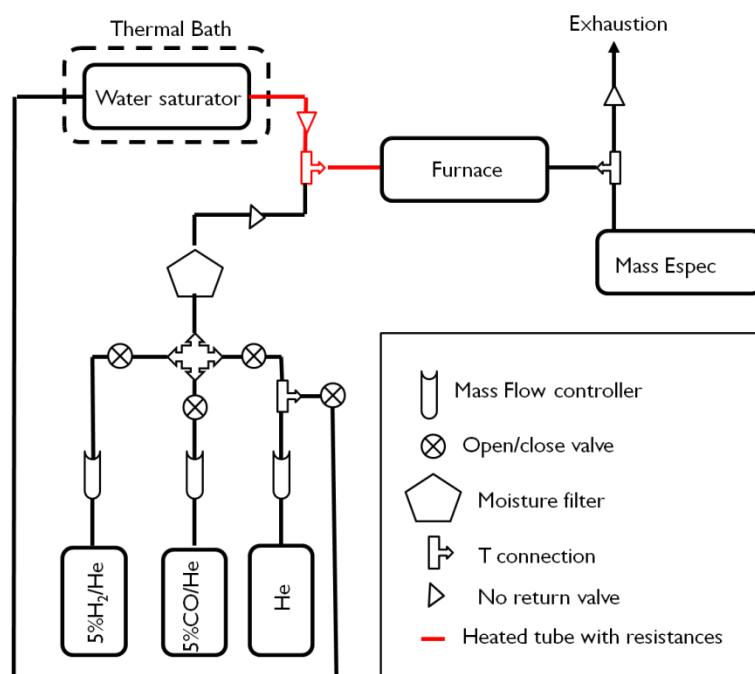 Thermal Bath
Exhaustion
Water saturator
Furnace
Mass Espec
5%H₂/He
5%CO/He
He
Mass Flow controller
Open/close valve
Moisture filter
T connection
No return valve
Heated tube with resistances